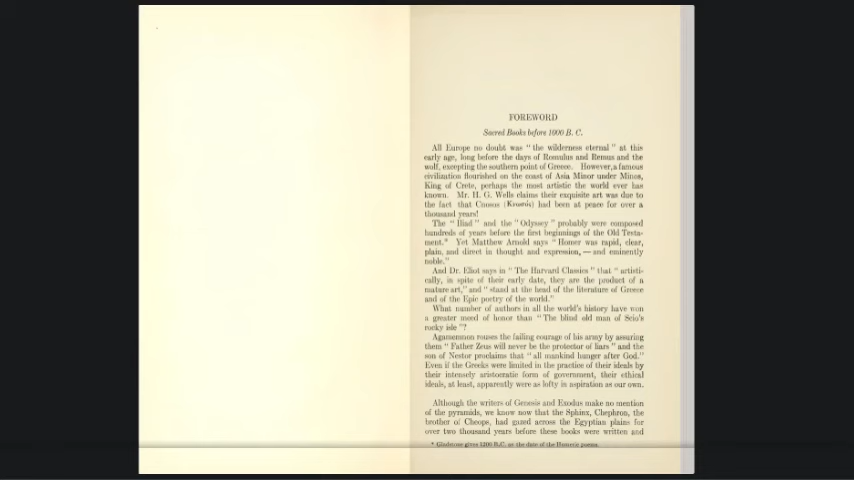 FOREWORD
Sacred Books before 1000 B. C.
All Europe no doubt was " the wilderness eternal " at this
early age, long before the days of Romulus and Remus and the
wolf, excepting the southern point of Greece. However, a famous
civilization flourished on the coast of Asia Minor under Minos,
King of Crete, perhaps the most artistic the world ever has
known. Mr. H. G. Wells claims their exquisite art was due to
the fact that Cnosos (Knossis) had been at peace for over a
thousand years!
The " Iliad " and the " Odyssey " probably were composed
hundreds of years before the first beginnings of the Old Testa-
ment.* Yet Matthew Arnold says " Homer was rapid, clear,
plain, and direct in thought and expression, — and eminently
noble."
And Dr. Eliot says in " The Harvard Classics " that " artisti-
cally, in spite of their early date, they are the product of a
mature art," and " stand at the head of the literature of Greece
and of the Epic poetry of the world."
What number of authors in all the world's history have won
a greater meed of honor than " The blind old man of Scio's
rocky isle "?
Agamemnon rouses the failing courage of his army by assuring
them " Father Zeus will never be the protector of liars " and the
son of Nestor proclaims that " all mankind hunger after God."
Even if the Greeks were limited in the practice of their ideals by
their intensely aristocratic form of government, their ethical
ideals, at least, apparently were as lofty in aspiration as our own.
Although the writers of Genesis and Exodus make no mention
of the pyramids, we know now that the Sphinx, Chephron, the
brother of Cheops, had gazed across the Egyptian plains for
over two thousand years before these books were written and
* Gladstone gives 1200 B.C. as the date of the Homeric poems.